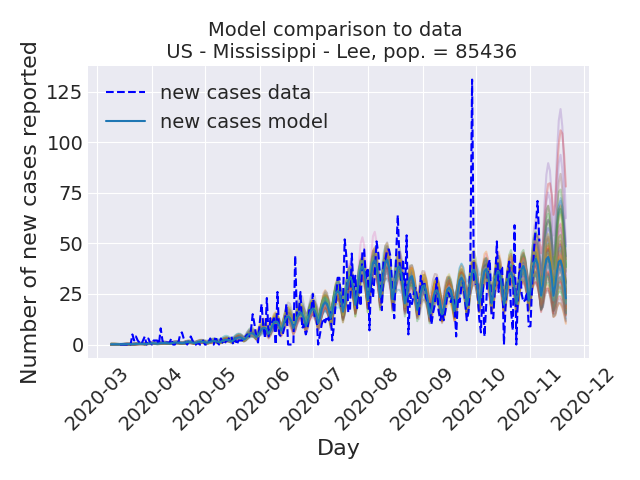 Model comparison to data
US - Mississippi - Lee, pop. = 85436
Number of new cases reported
125
100
75
50
25
0
new cases data
new cases model
2020-03
2020-04
2020-05
2020-06
2020-07
2020-08
2020-09
2020-10
2020-11
2020-12
Day